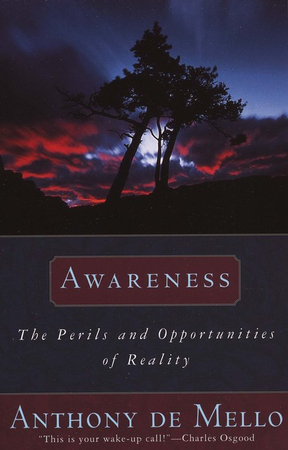 AWARENESS
The Perils and Opportunities
of Reality
ANTHONY DE MELLO
"This is your wake-up call!"—Charles Osgood